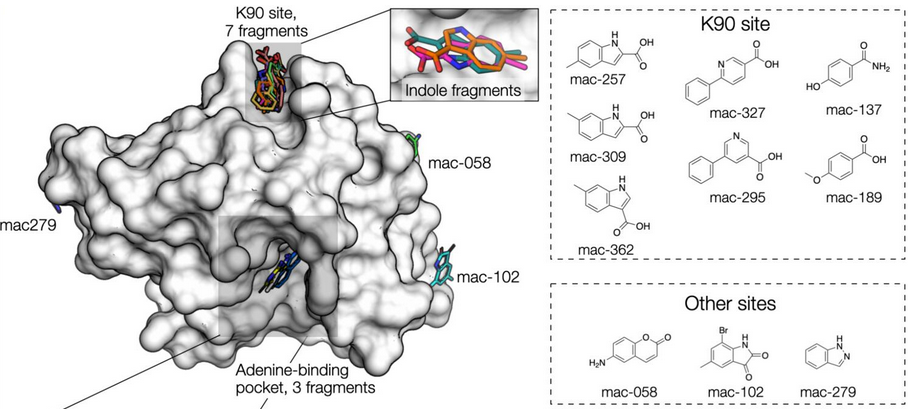 K90 site,
7 fragments
Indole fragments
mac-058
mac279
mac-102
Adenine-binding
pocket, 3 fragments
K90 site
H
N
OH
O
mac-257
N
O
OH
mac-327
O
NH2
HO
mac-137
H
N
OH
O
mac-309
N
O
OH
mac-295
O
OH
O
mac-189
H
N
OH
O
mac-362
Other sites
H2N
O
O
mac-058
Br
H
N
O
O
mac-102
H
N
N
mac-279